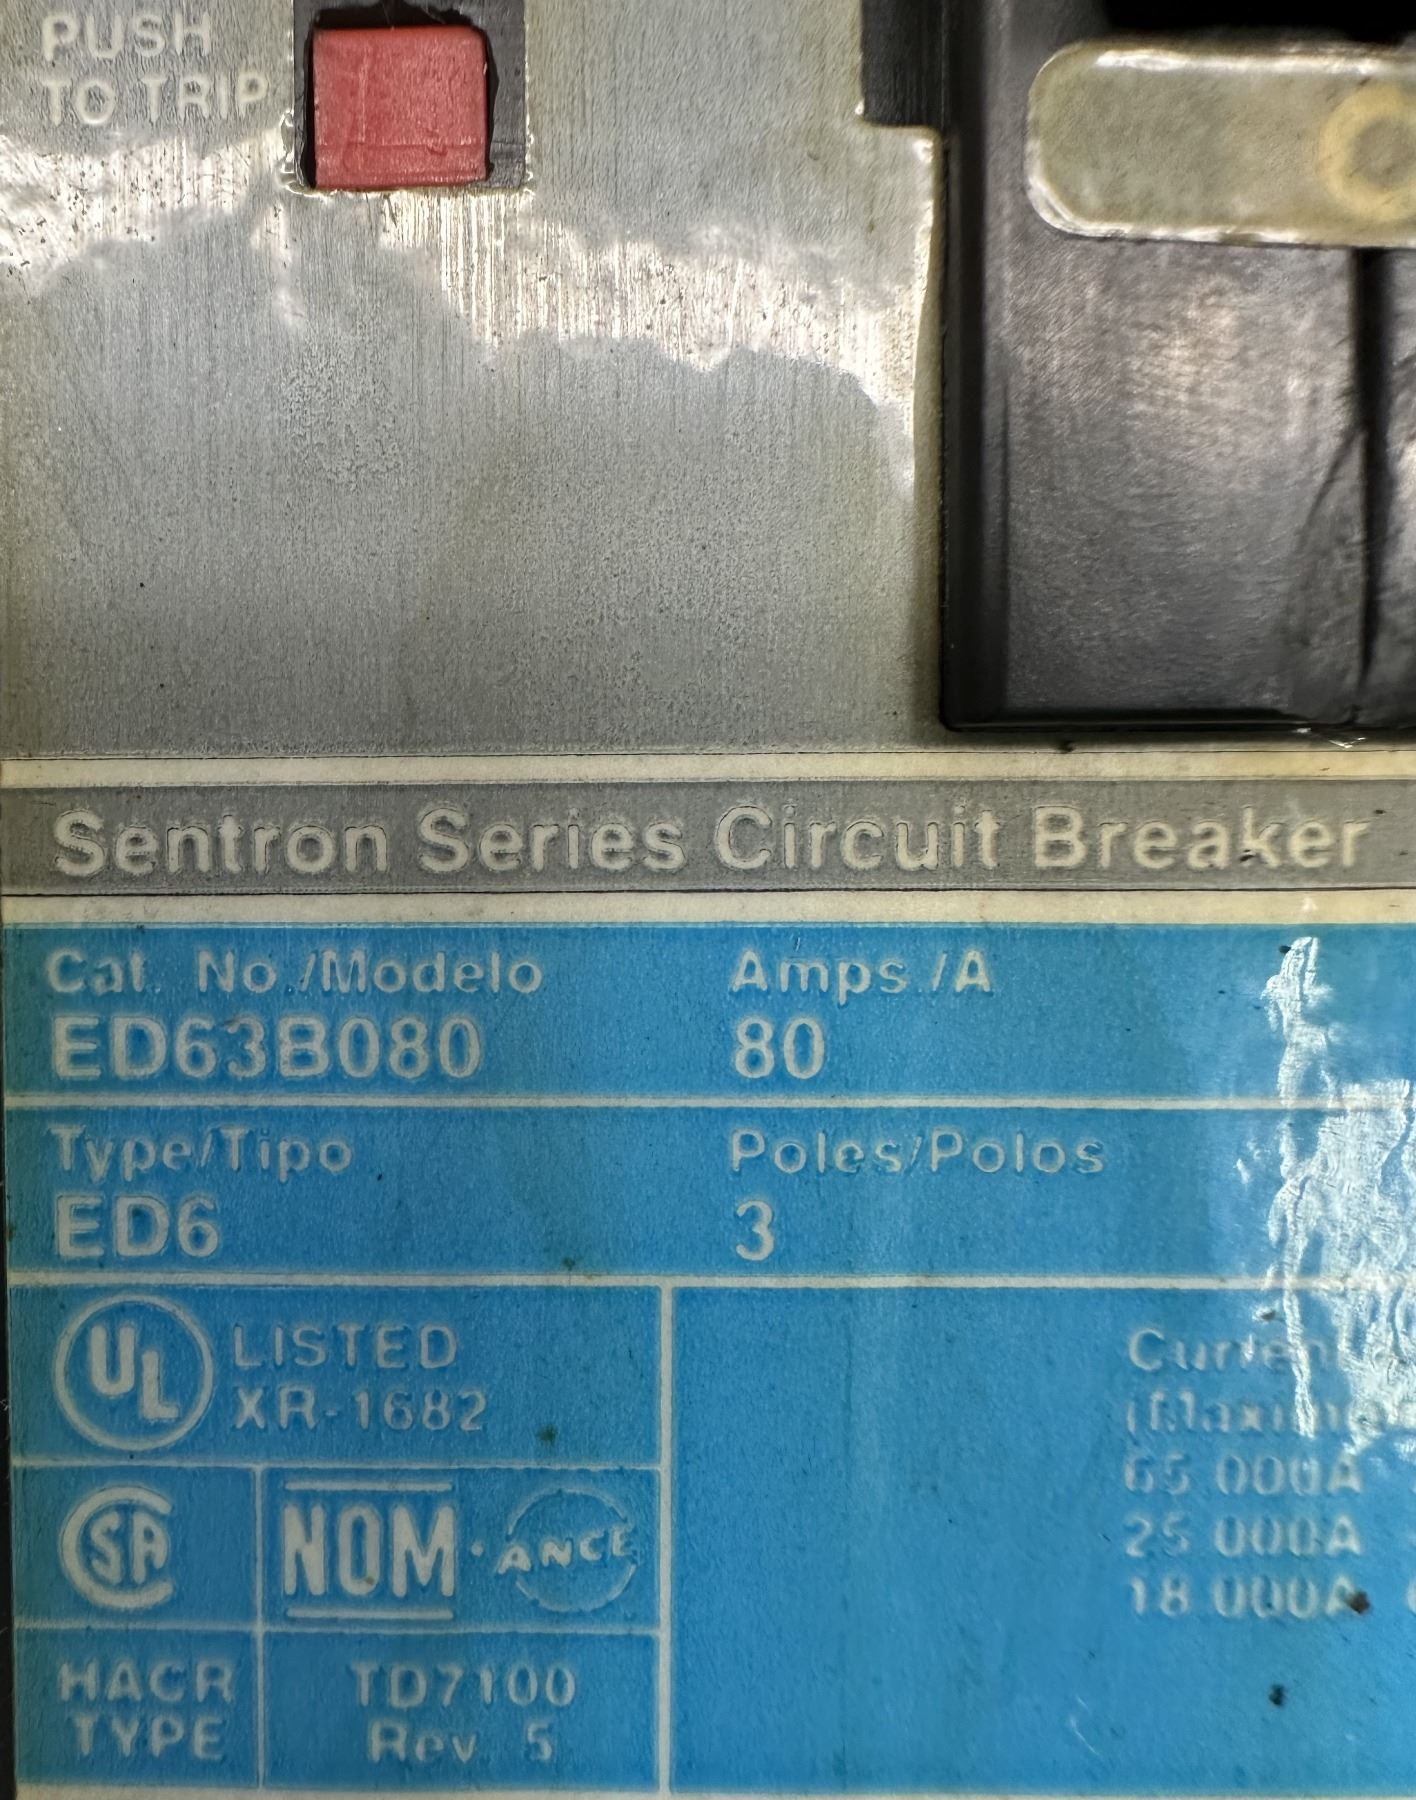 PUSH
TO TRIP
Sentron Series Circuit Breaker
Cat. No./Modelo
ED63B080
Amps./A
80
Type/Tipo
ED6
Poles/Polos
3
UL
LISTED
XR-1682
SA
NOM
ANCE
HACR
TYPE
TD7100
Rev. 5
65 000A
25 000A
18 000A